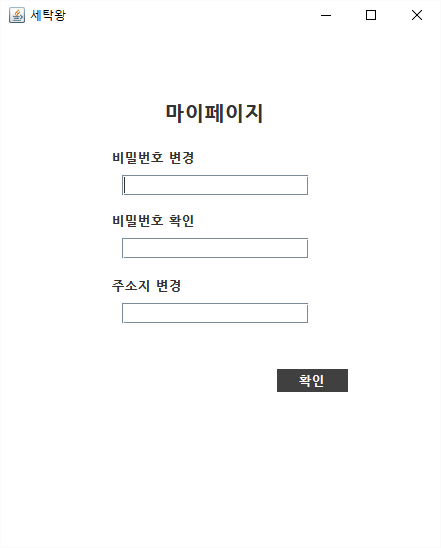 세탁왕
마이페이지
비밀번호 변경
비밀번호 확인
주소지 변경
확인